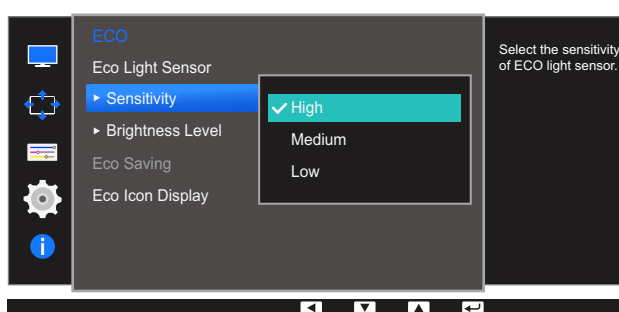 ECO
Eco Light Sensor
▸ Sensitivity
▸ Brightness Level
Eco Saving
Eco Icon Display
✓ High
Medium
Low
Select the sensitivity
of ECO light sensor.